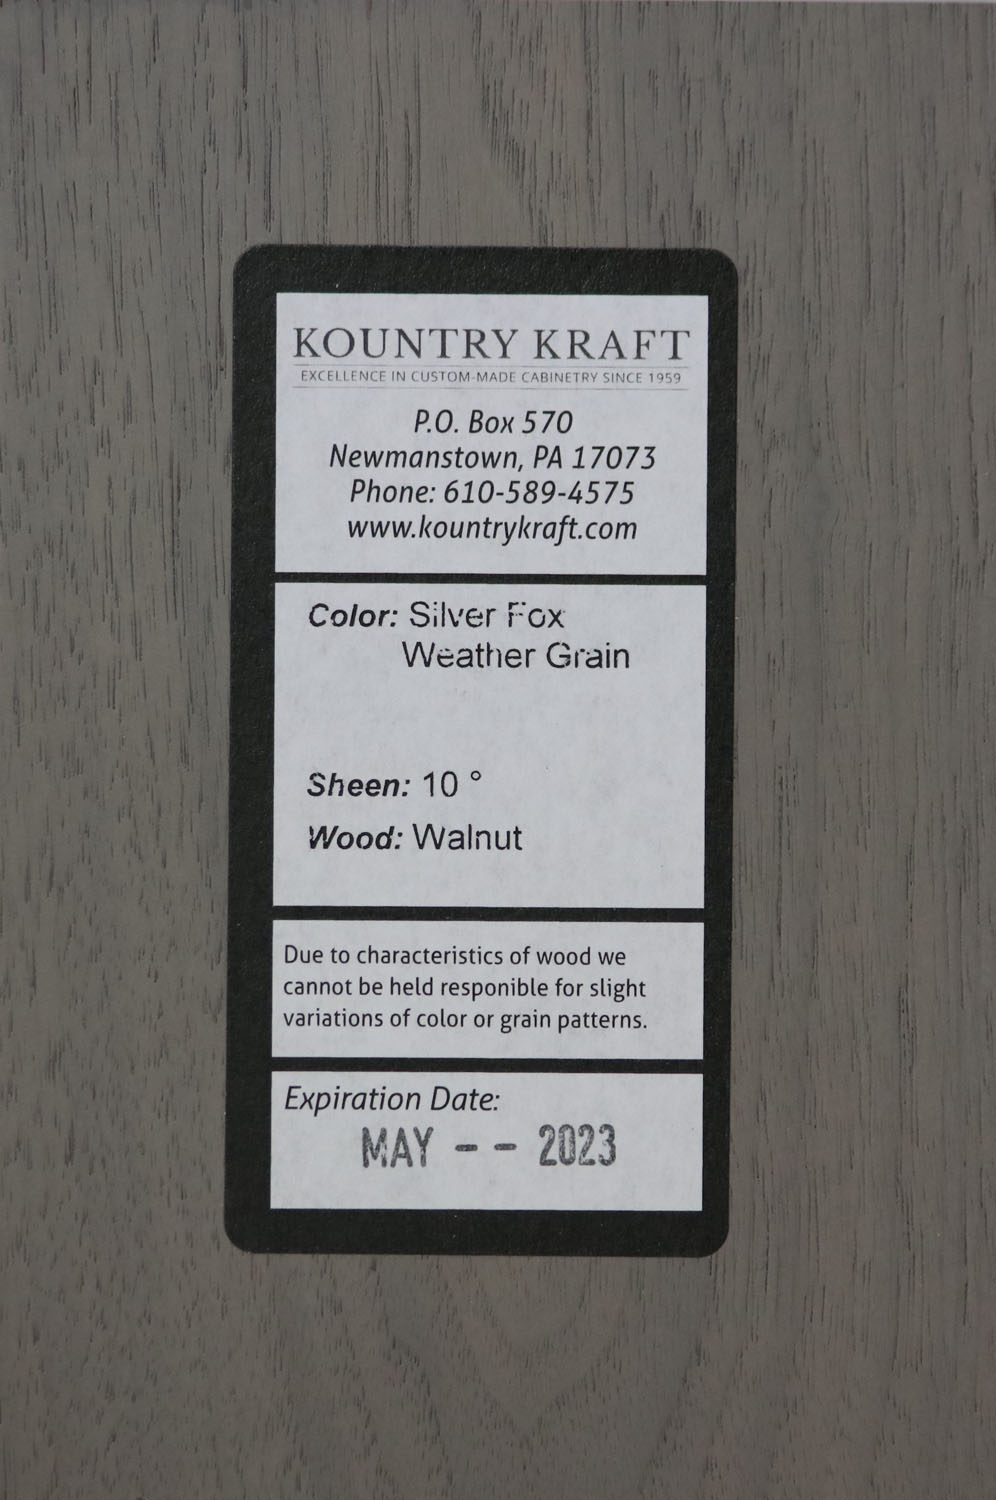 KOUNTRY KRAFT
EXCELLENCE IN CUSTOM-MADE CABINETRY SINCE 1959
P.O. Box 570
Newmanstown, PA 17073
Phone: 610-589-4575
www.kountrykraft.com
Color: Silver Fox
Weather Grain
Sheen: 10 °
Wood: Walnut
Due to characteristics of wood we
cannot be held responible for slight
variations of color or grain patterns.
Expiration Date:
MAY - - 2023